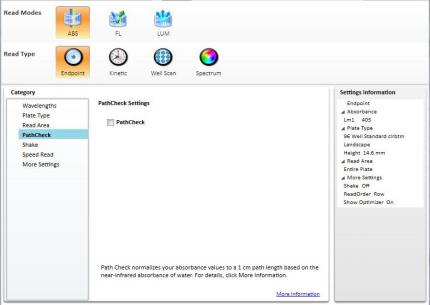 Read Modes
ABS
FL
LUM
Read Type
Endpoint
Kinetic
Well Scan
Spectrum
Category
Wavelengths
Plate Type
Read Area
PathCheck
Shake
Speed Read
More Settings
PathCheck Settings
PathCheck
Path Check normalizes your absorbance values to a 1 cm path length based on the
near-infrared absorbance of water. For details, click More Information.
More Information
Settings Information
Endpoint
Absorbance
Lm1 405
Plate Type
96 Well Standard clrbtm
Landscape
Height 14.6 mm
Read Area
Entire Plate
More Settings
Shake Off
ReadOrder Row
Show Optimizer On